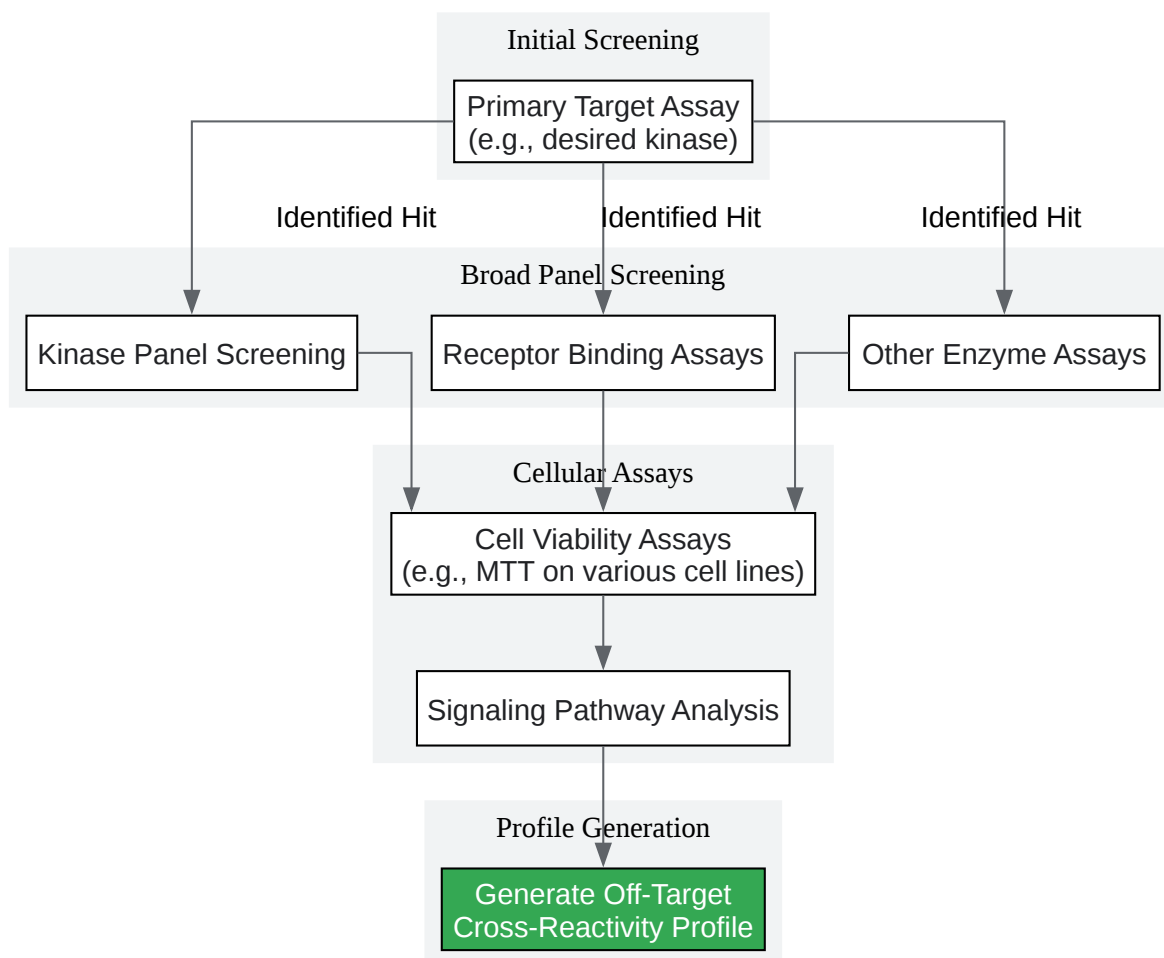 Initial Screening
Primary Target Assay
(e.g., desired kinase)
Identified Hit
Identified Hit
Identified Hit
Broad Panel Screening
Kinase Panel Screening
Receptor Binding Assays
Other Enzyme Assays
Cellular Assays
Cell Viability Assays
(e.g., MTT on various cell lines)
Signaling Pathway Analysis
Profile Generation
Generate Off-Target
Cross-Reactivity Profile